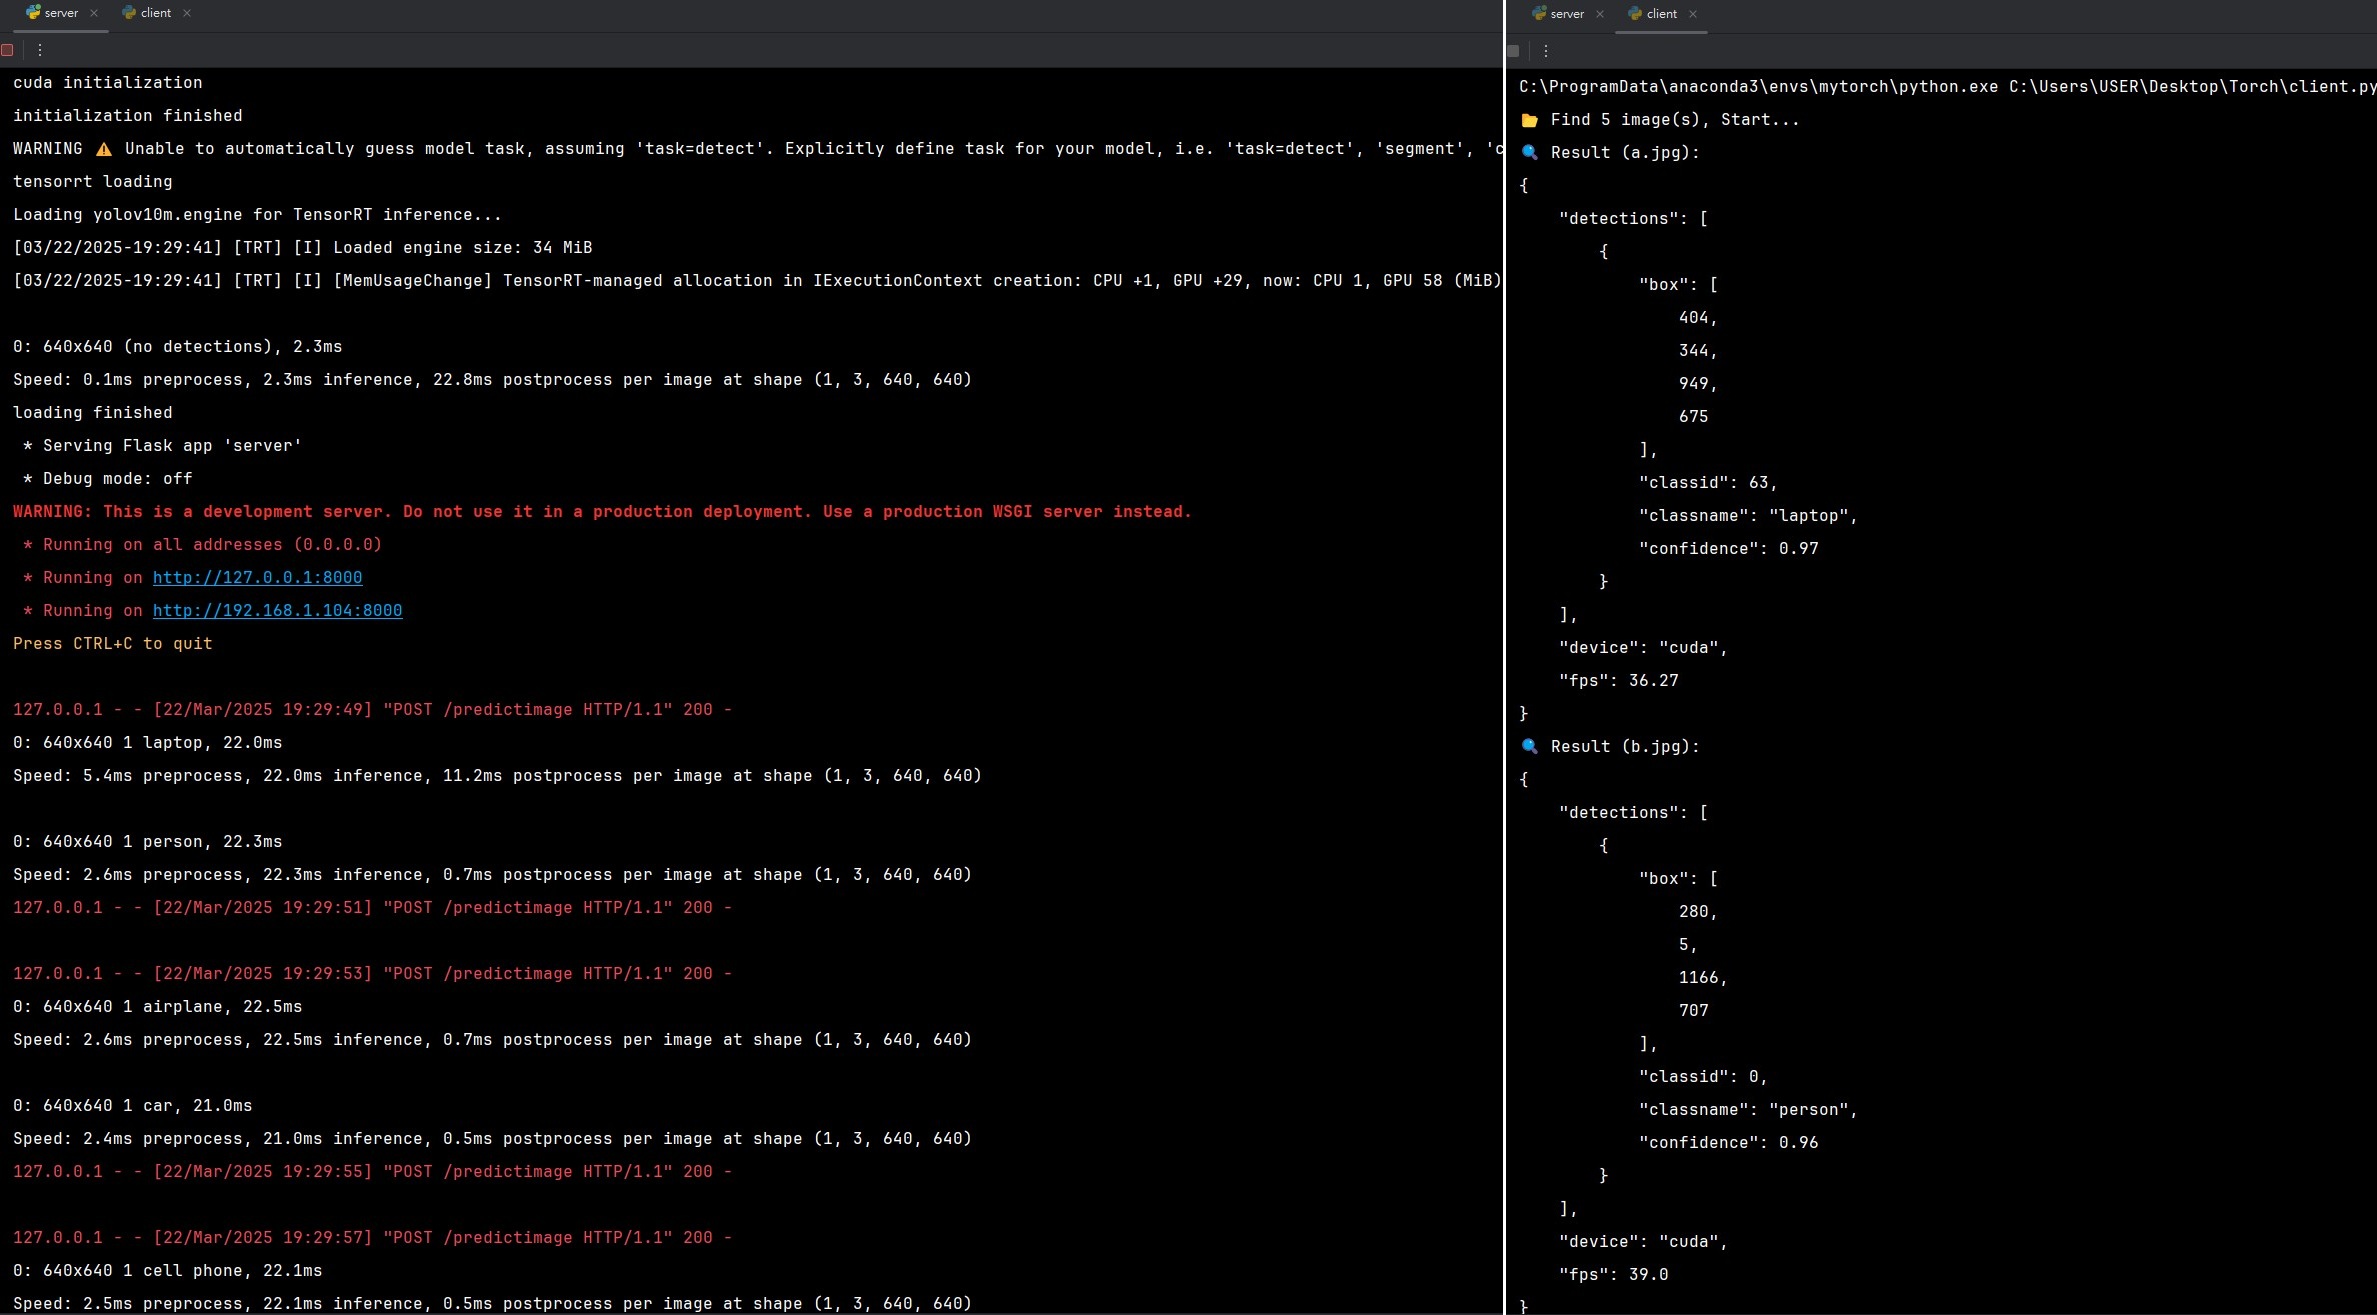 server
client
cuda initialization
initialization finished
WARNING ⚠️ Unable to automatically guess model task, assuming 'task=detect'. Explicitly define task for your model, i.e. 'task=detect', 'segment', 'c
tensorrt loading
Loading yolov10m.engine for TensorRT inference...
[03/22/2025-19:29:41] [TRT] [I] Loaded engine size: 34 MiB
[03/22/2025-19:29:41] [TRT] [I] [MemUsageChange] TensorRT-managed allocation in IExecutionContext creation: CPU +1, GPU +29, now: CPU 1, GPU 58 (MiB)
0: 640x640 (no detections), 2.3ms
Speed: 0.1ms preprocess, 2.3ms inference, 22.8ms postprocess per image at shape (1, 3, 640, 640)
loading finished
* Serving Flask app 'server'
* Debug mode: off
WARNING: This is a development server. Do not use it in a production deployment. Use a production WSGI server instead.
* Running on all addresses (0.0.0.0)
* Running on http://127.0.0.1:8000
* Running on http://192.168.1.104:8000
Press CTRL+C to quit
127.0.0.1 - - [22/Mar/2025 19:29:49] "POST /predictimage HTTP/1.1" 200 -
0: 640x640 1 laptop, 22.0ms
Speed: 5.4ms preprocess, 22.0ms inference, 11.2ms postprocess per image at shape (1, 3, 640, 640)
0: 640x640 1 person, 22.3ms
Speed: 2.6ms preprocess, 22.3ms inference, 0.7ms postprocess per image at shape (1, 3, 640, 640)
127.0.0.1 - - [22/Mar/2025 19:29:51] "POST /predictimage HTTP/1.1" 200 -
127.0.0.1 - - [22/Mar/2025 19:29:53] "POST /predictimage HTTP/1.1" 200 -
0: 640x640 1 airplane, 22.5ms
Speed: 2.6ms preprocess, 22.5ms inference, 0.7ms postprocess per image at shape (1, 3, 640, 640)
0: 640x640 1 car, 21.0ms
Speed: 2.4ms preprocess, 21.0ms inference, 0.5ms postprocess per image at shape (1, 3, 640, 640)
127.0.0.1 - - [22/Mar/2025 19:29:55] "POST /predictimage HTTP/1.1" 200 -
127.0.0.1 - - [22/Mar/2025 19:29:57] "POST /predictimage HTTP/1.1" 200 -
0: 640x640 1 cell phone, 22.1ms
Speed: 2.5ms preprocess, 22.1ms inference, 0.5ms postprocess per image at shape (1, 3, 640, 640)
server
client
C:\ProgramData\anaconda3\envs\mytorch\python.exe C:\Users\USER\Desktop\Torch\client.py
📂 Find 5 image(s), Start...
🔍 Result (a.jpg):
{
"detections": [
{
"box": [
404,
344,
949,
675
],
"classid": 63,
"classname": "laptop",
"confidence": 0.97
}
],
"device": "cuda",
"fps": 36.27
}
🔍 Result (b.jpg):
{
"detections": [
{
"box": [
280,
5,
1166,
707
],
"classid": 0,
"classname": "person",
"confidence": 0.96
}
],
"device": "cuda",
"fps": 39.0
}